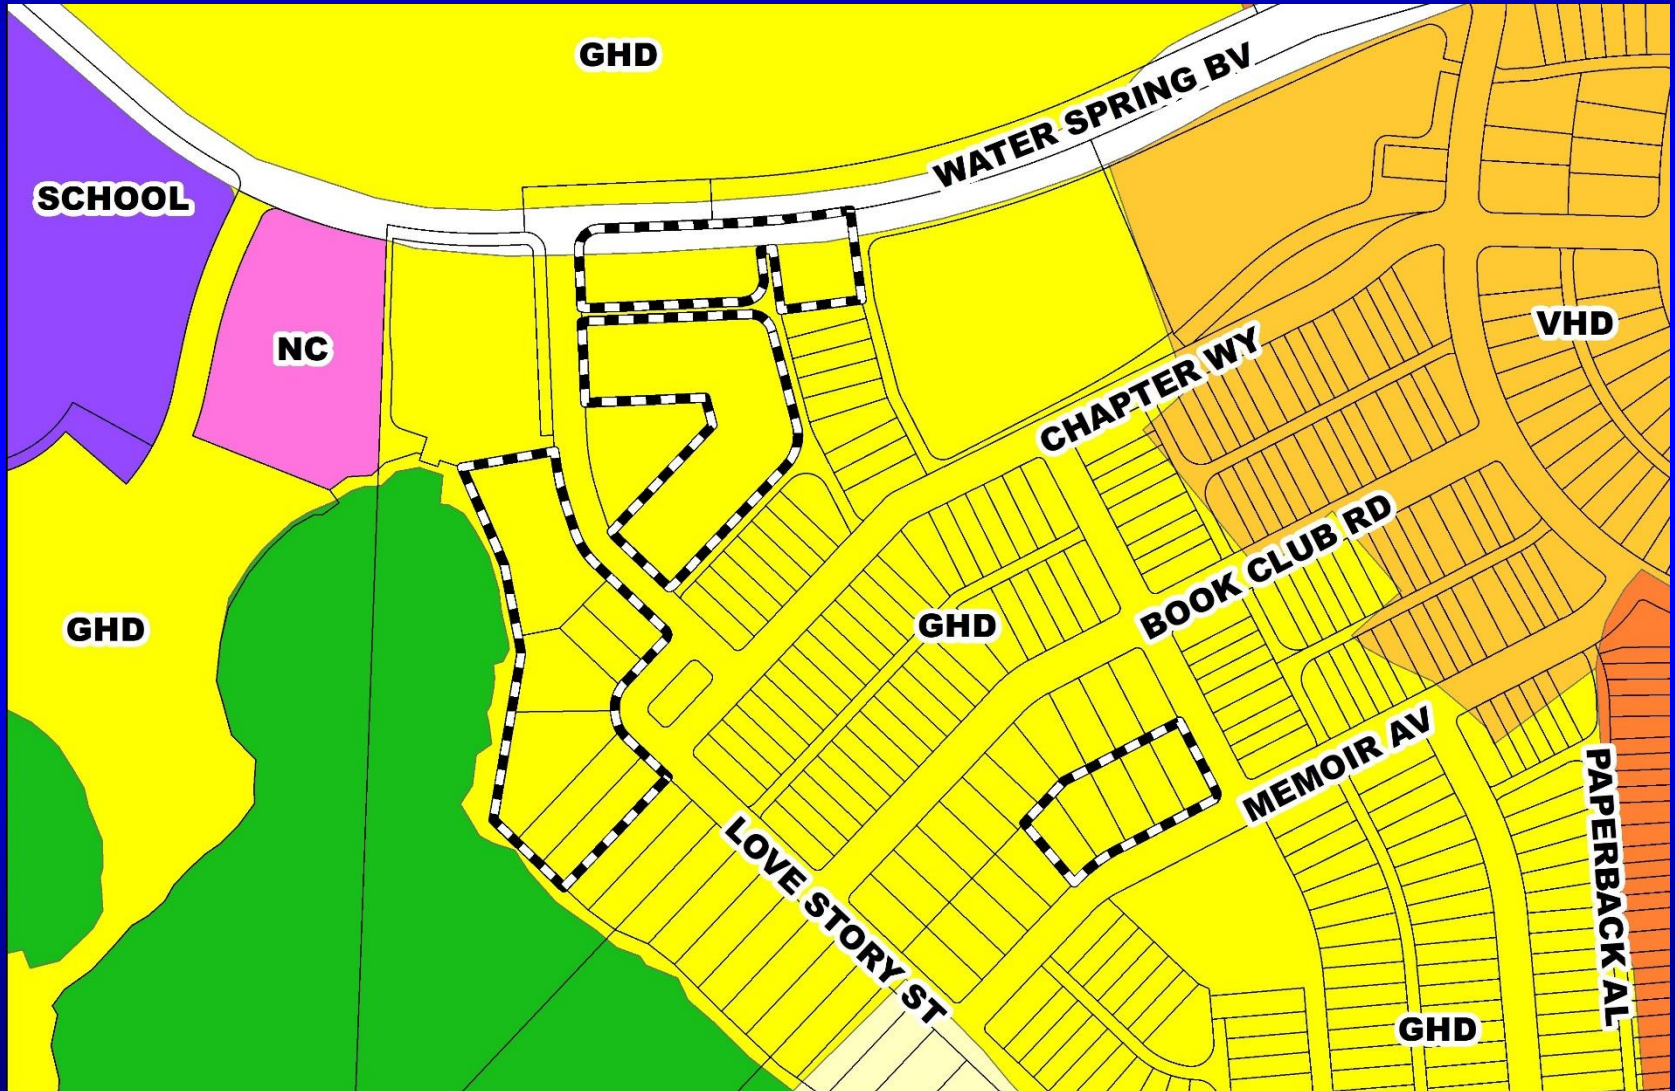 GHD
WATER SPRING BV
SCHOOL
NC
VHD
CHAPTER WY
BOOK CLUB RD
GHD
GHD
MEMOIR AV
PAPERBACK AL
LOVE STORY ST
GHD